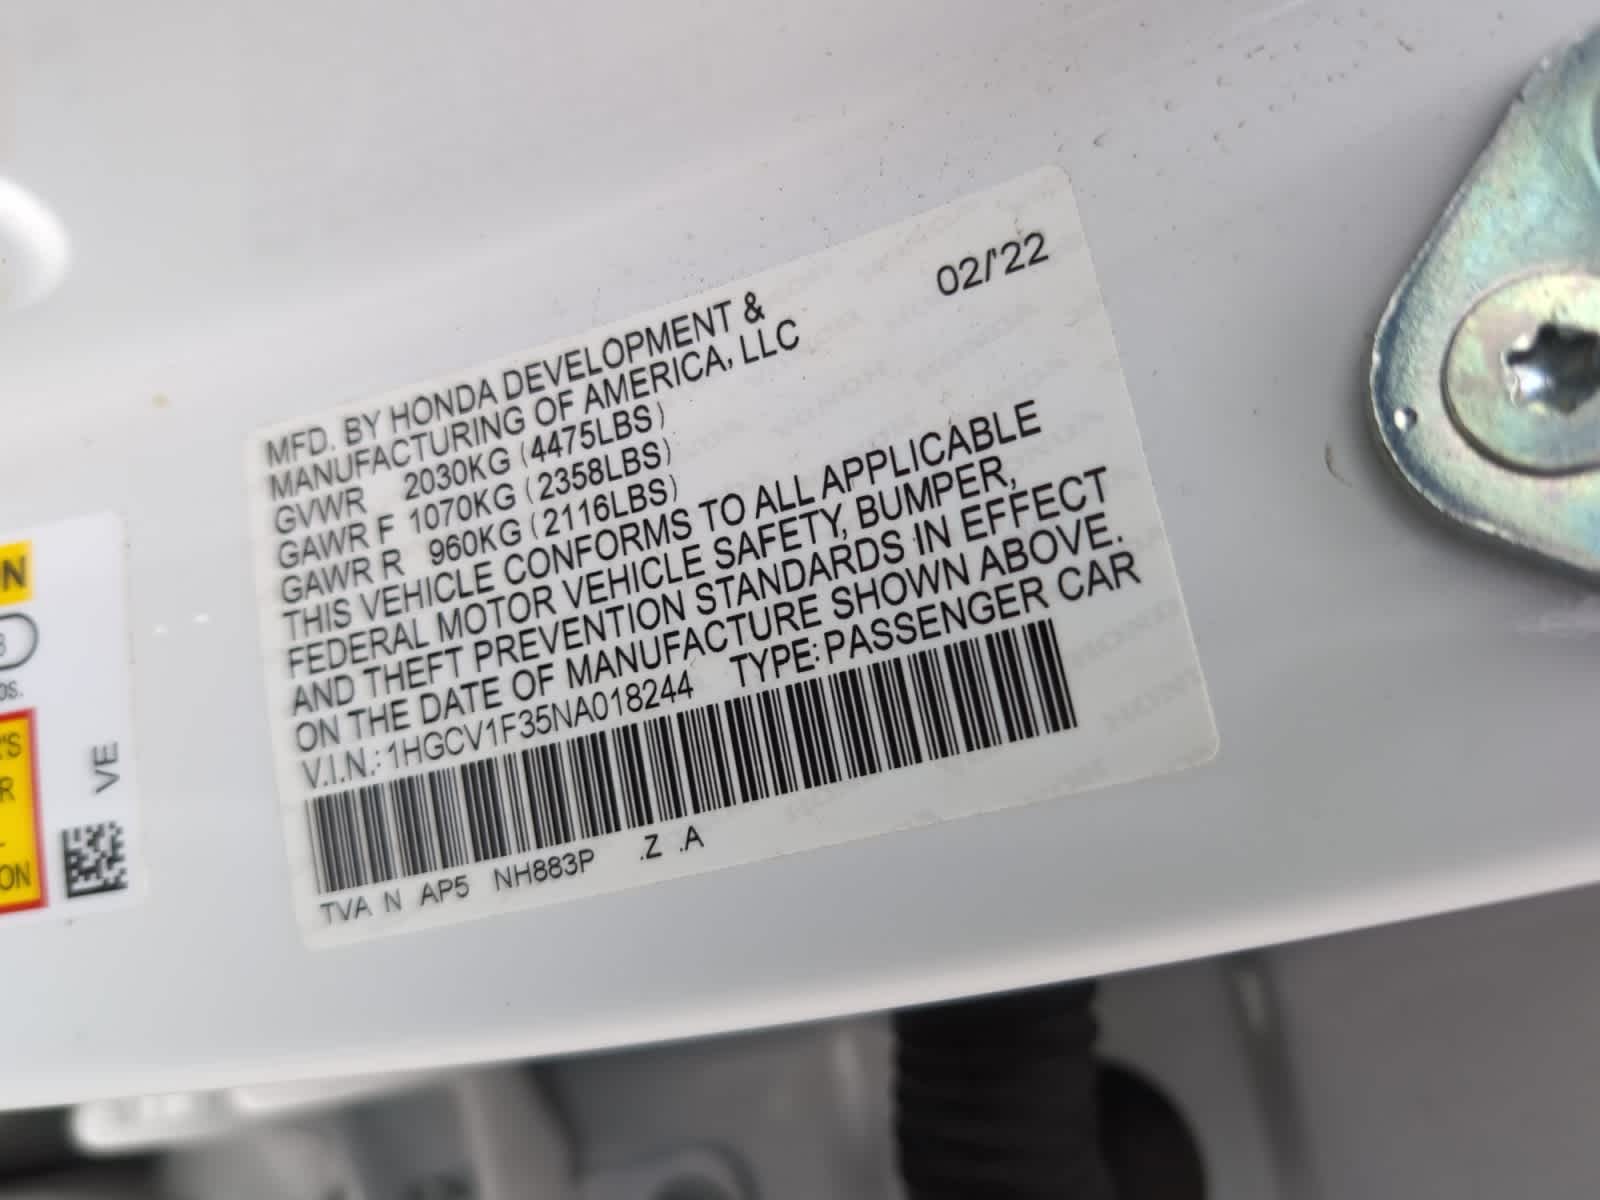 02/'22
MFD. BY HONDA DEVELOPMENT &
MANUFACTURING OF AMERICA, LLC
GVWR 2030KG (4475LBS)
GAWR F 1070KG (2358LBS)
GAWR R 960KG (2116LBS)
THIS VEHICLE CONFORMS TO ALL APPLICABLE
FEDERAL MOTOR VEHICLE SAFETY, BUMPER,
AND THEFT PREVENTION STANDARDS IN EFFECT
ON THE DATE OF MANUFACTURE SHOWN ABOVE.
V.I.N.: 1HGCV1F35NA018244 TYPE: PASSENGER CAR
TVA N AP5 NH883P .Z .A
VE